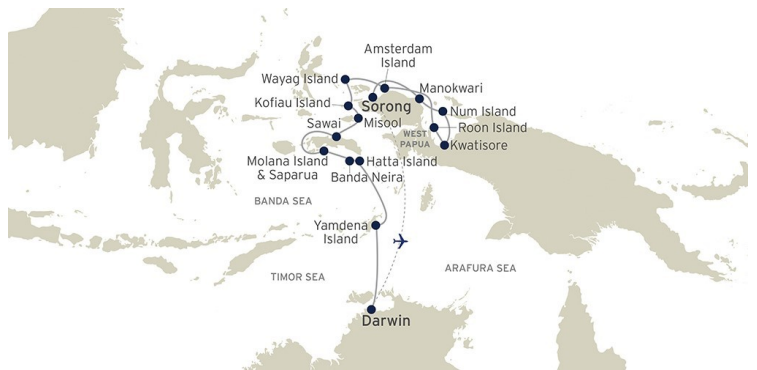 Amsterdam
Island
Wayag Island
Manokwari
Kofiau Island
Sorong
Num Island
Sawai
Misool
Roon Island
WEST
PAPUA
Kwatisore
Molana Island
& Saparua
Hatta Island
Banda Neira
BANDA SEA
Yamdena
Island
TIMOR SEA
ARAFURA SEA
Darwin